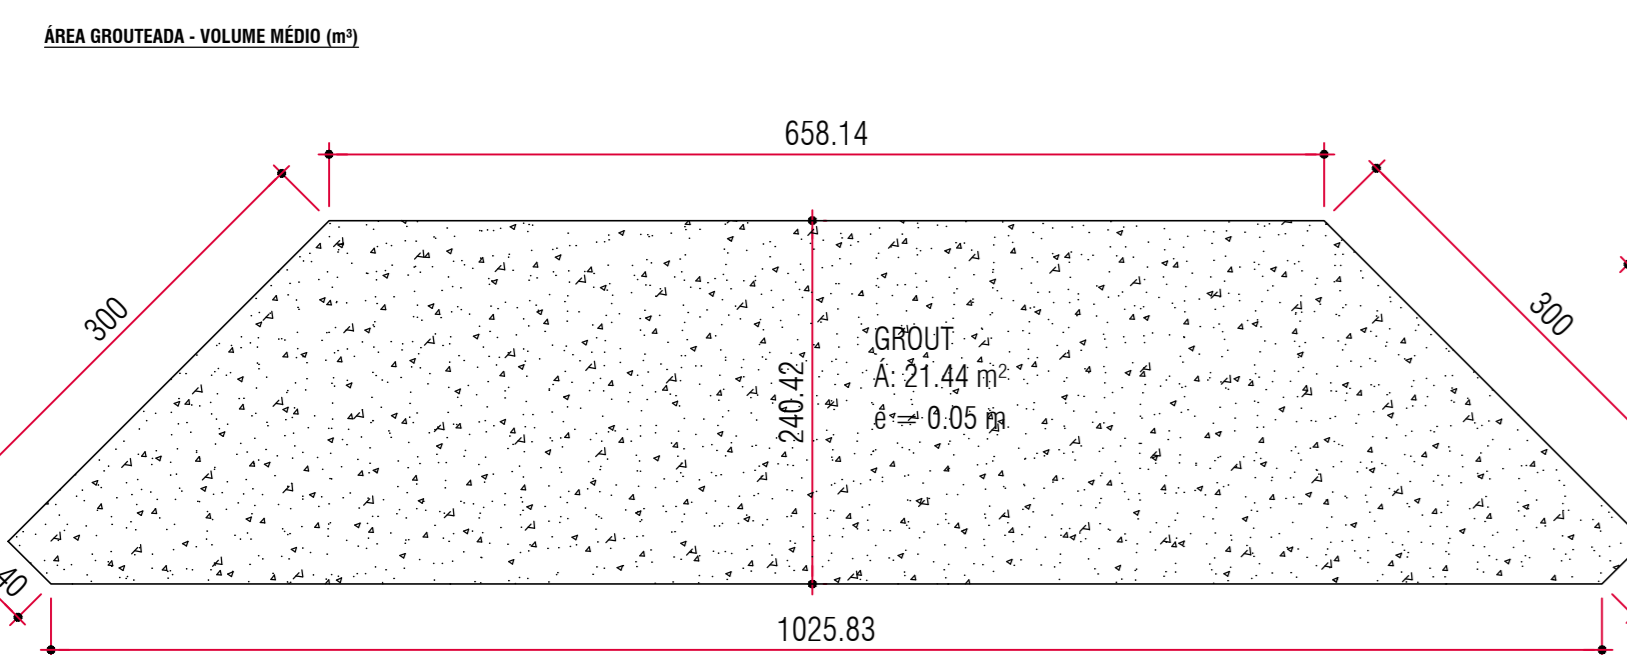 ÁREA GROUTEADA - VOLUME MÉDIO (m³)
658.14
300
300
GROUT
Á: 21.44 m²
e = 0.05 m
240.42
40
1025.83